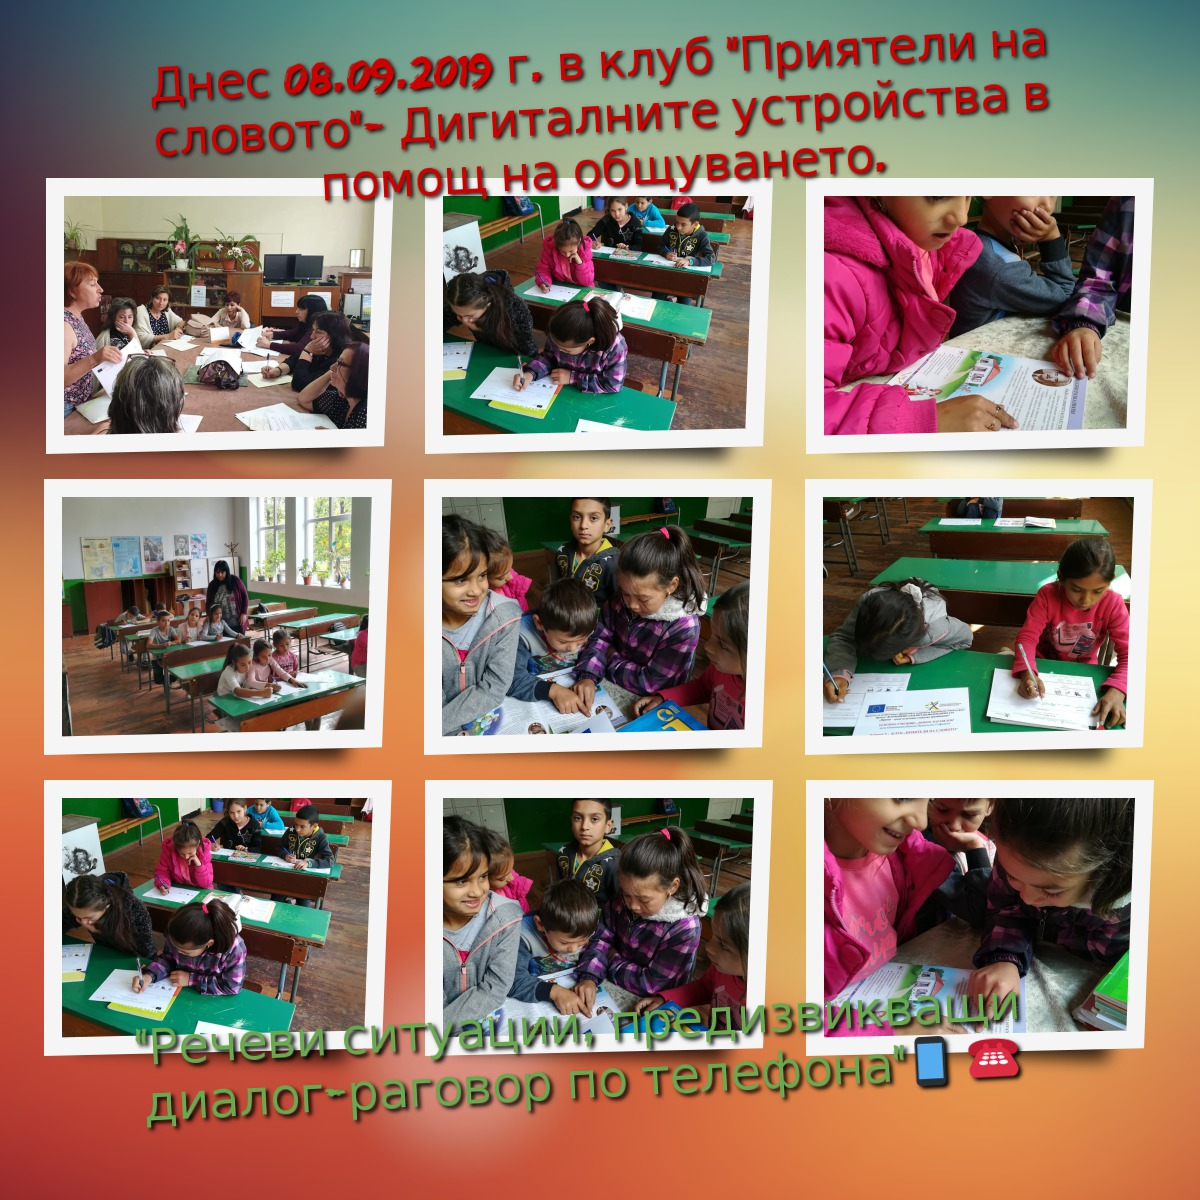 Днес 08.09.2019 г. в клуб "Приятели на
словото"- Дигиталните устройства в
помощ на общуването.
"Речеви ситуации, предизвикващи
диалог-раговор по телефона"